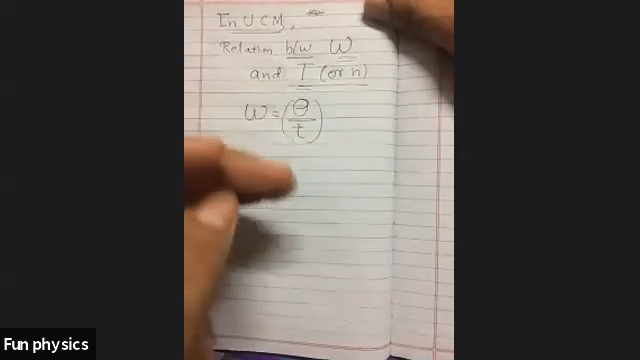 In UCM,
Relation b/w ω
and T (or n)
ω = (θ/t)
Fun physics